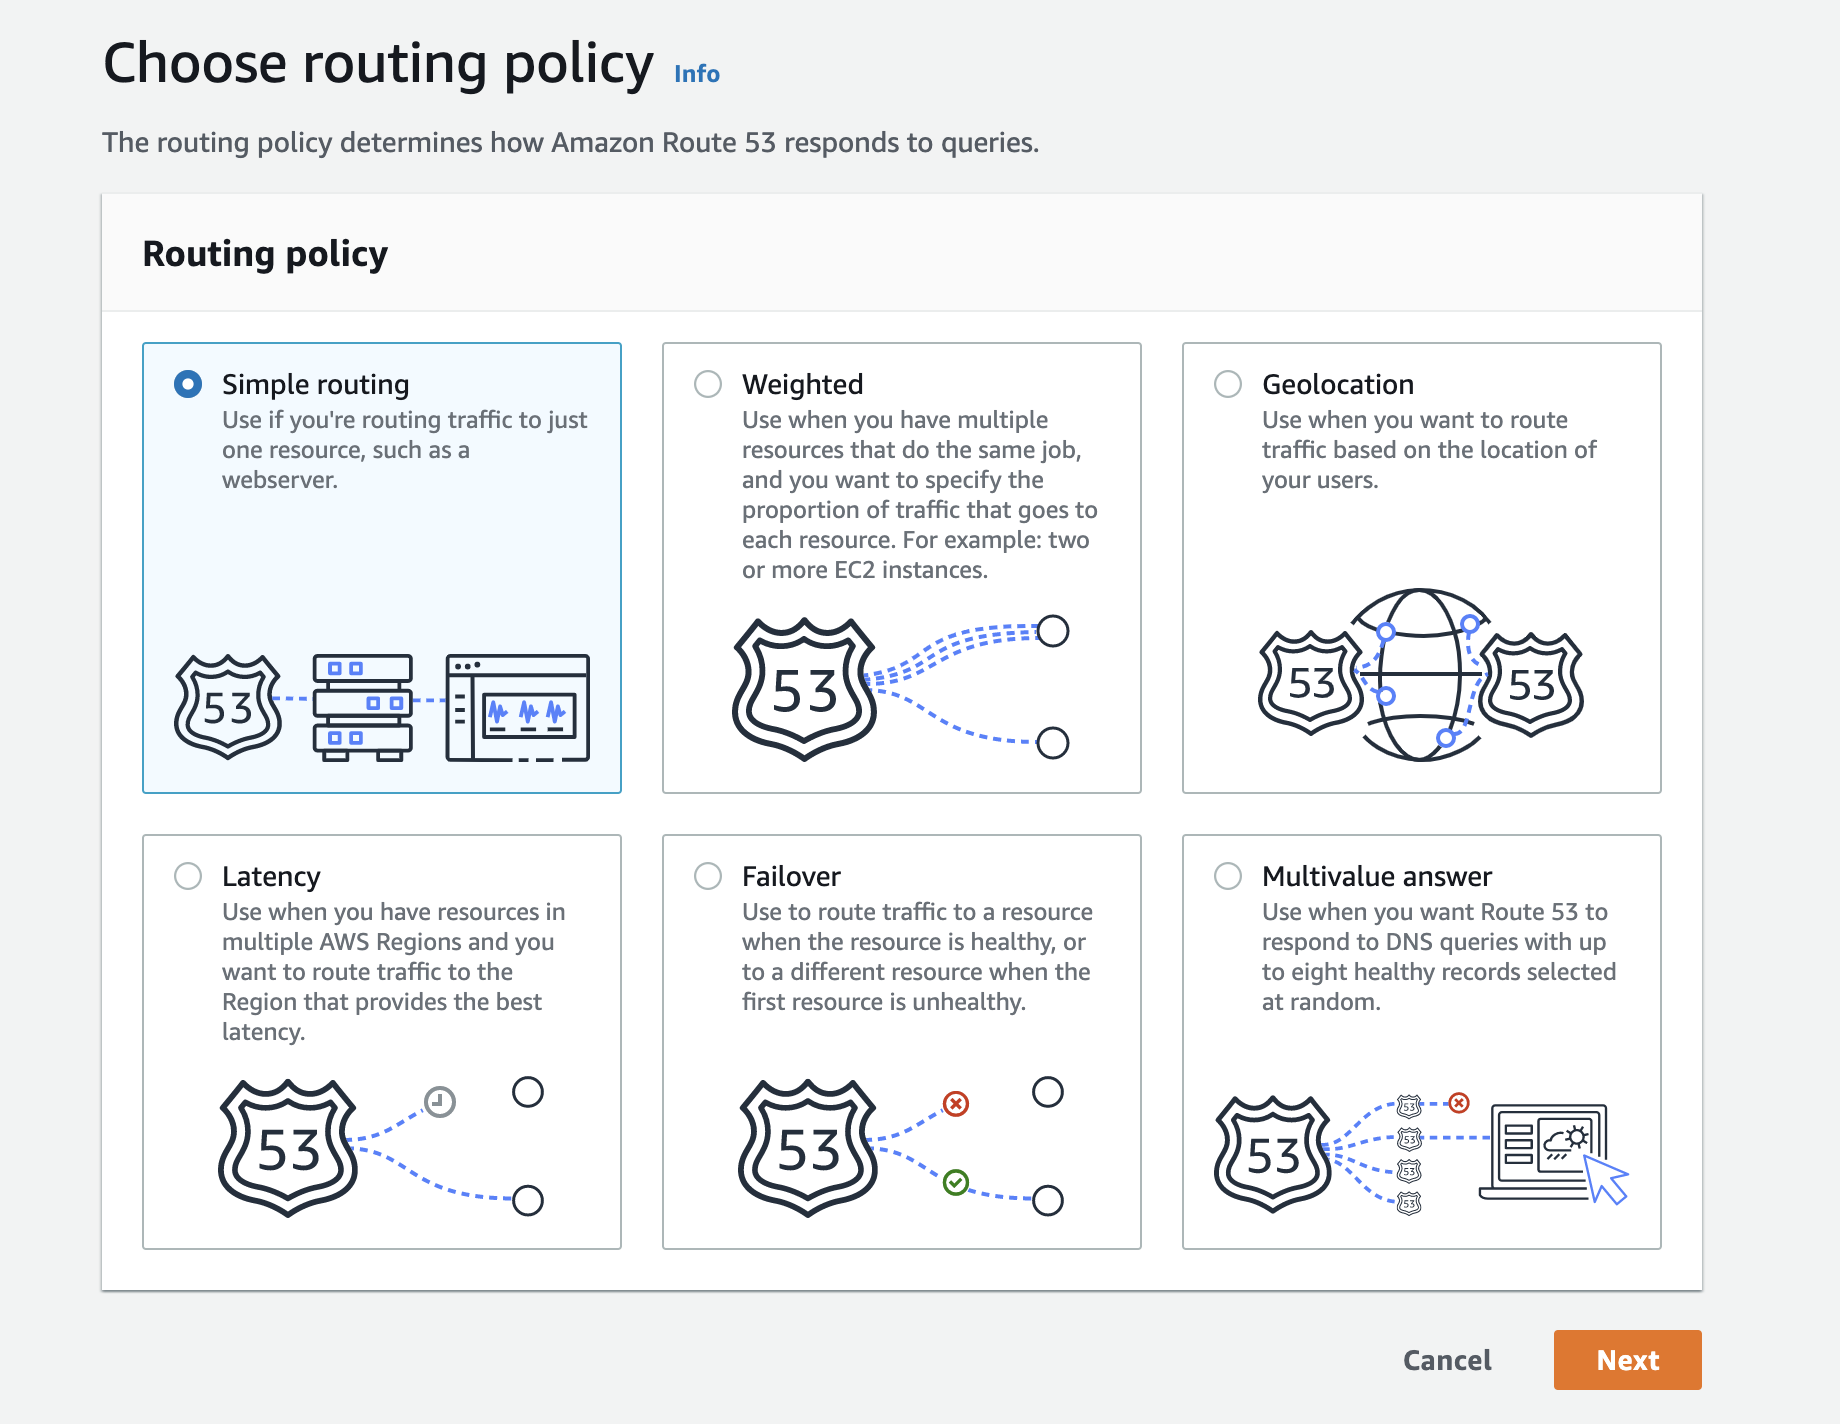 Choose routing policy Info
The routing policy determines how Amazon Route 53 responds to queries.
Routing policy
Simple routing
Use if you're routing traffic to just
one resource, such as a
webserver.
53
Weighted
Use when you have multiple
resources that do the same job,
and you want to specify the
proportion of traffic that goes to
each resource. For example: two
or more EC2 instances.
53
Geolocation
Use when you want to route
traffic based on the location of
your users.
53
53
Latency
Use when you have resources in
multiple AWS Regions and you
want to route traffic to the
Region that provides the best
latency.
53
Failover
Use to route traffic to a resource
when the resource is healthy, or
to a different resource when the
first resource is unhealthy.
53
Multivalue answer
Use when you want Route 53 to
respond to DNS queries with up
to eight healthy records selected
at random.
53
53
53
53
53
Cancel
Next